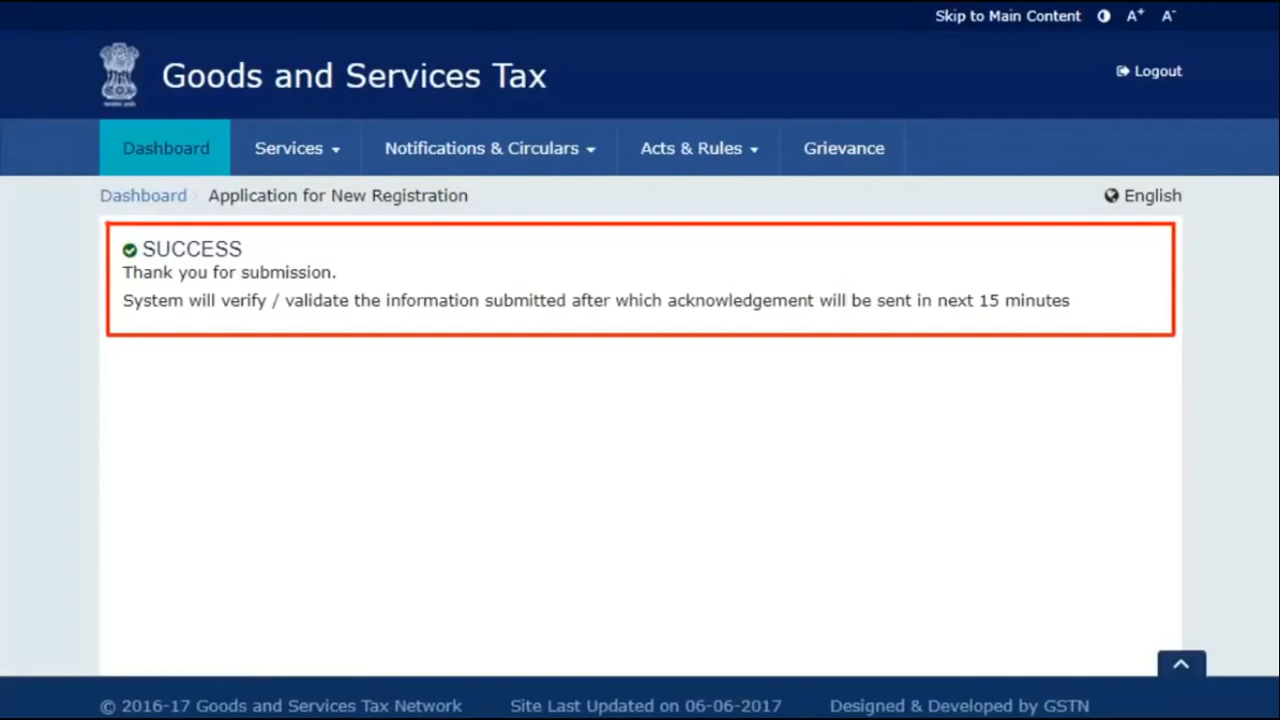 Skip to Main Content A+ A-
Goods and Services Tax
Logout
Dashboard Services Notifications & Circulars Acts & Rules Grievance
Dashboard Application for New Registration English
SUCCESS
Thank you for submission.
System will verify / validate the information submitted after which acknowledgement will be sent in next 15 minutes
© 2016-17 Goods and Services Tax Network Site Last Updated on 06-06-2017 Designed & Developed by GSTN